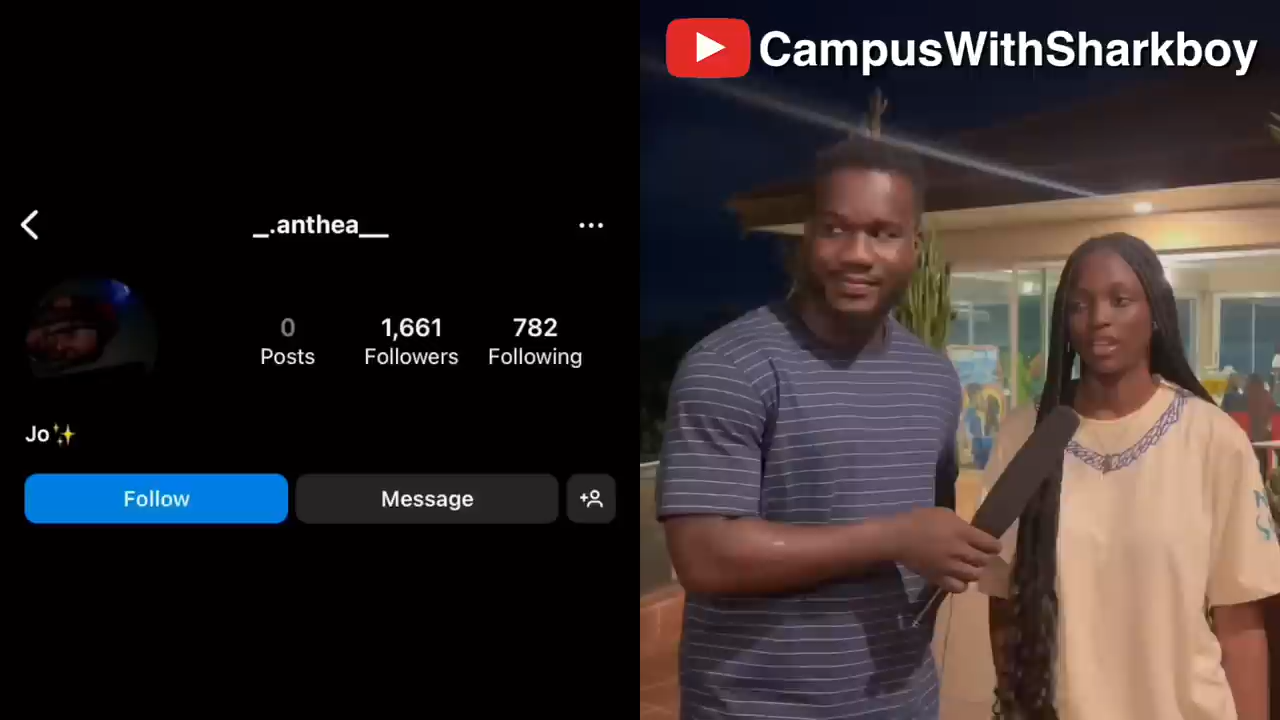 CampusWithSharkboy
_.anthea__
0
Posts
1,661
Followers
782
Following
Jo✨
Follow
Message